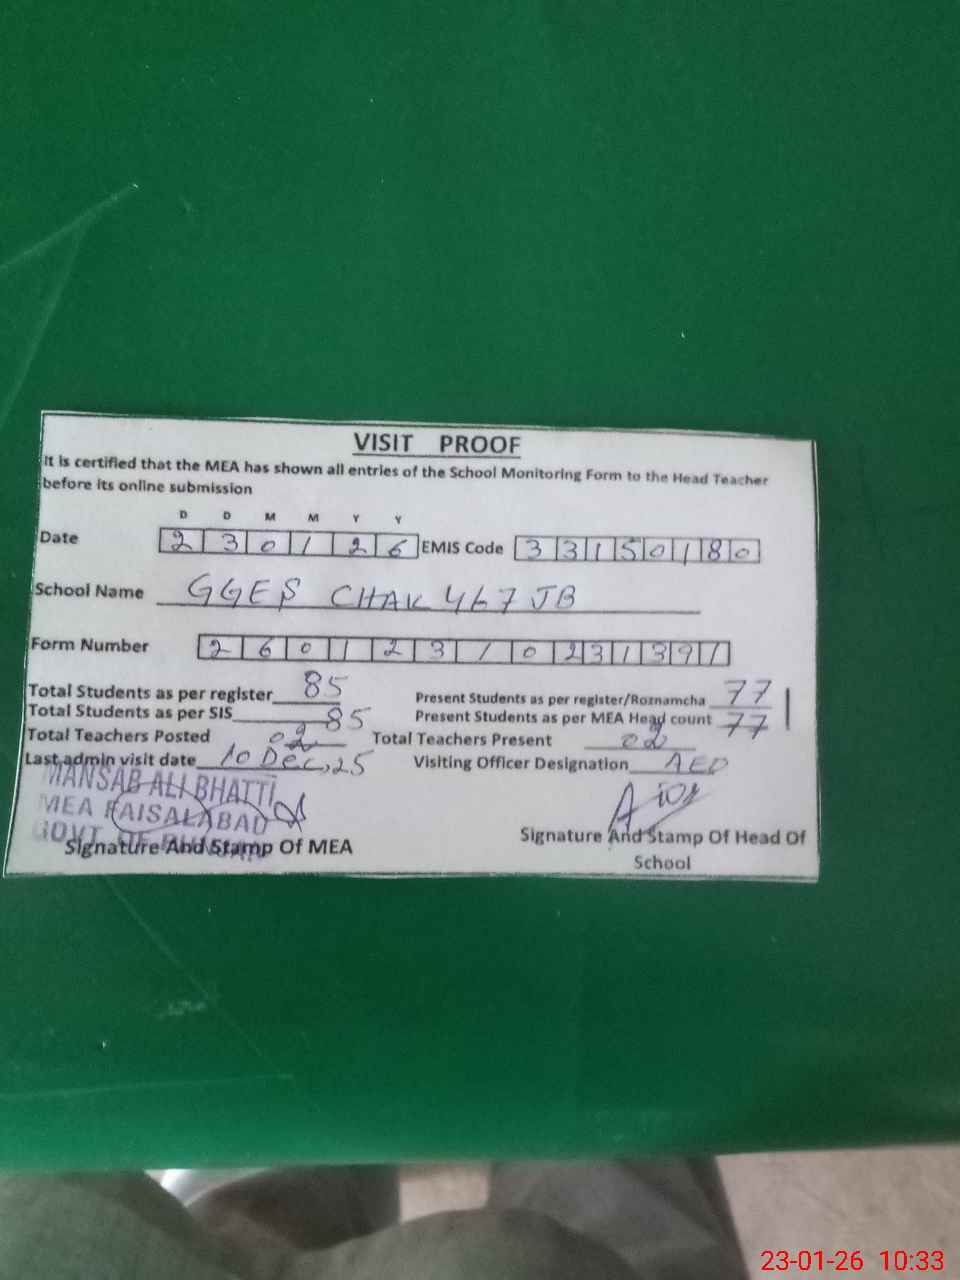 VISIT PROOF
It is certified that the MEA has shown all entries of the School Monitoring Form to the Head Teacher
before its online submission
D D M M Y Y
Date 2 3 0 1 2 6 EMIS Code 3 3 1 5 0 1 8 0
School Name GGES CHAK 467 JB
Form Number 2 6 0 1 2 3 1 0 2 3 1 3 9 1
Total Students as per register 85 Present Students as per register/Roznamcha 77
Total Students as per SIS 85 Present Students as per MEA Head count 77
Total Teachers Posted 02 Total Teachers Present 02
Last admin visit date 10 Dec, 25 Visiting Officer Designation AEO
MANSAB ALI BHATTI
MEA FAISALABAD
GOVT. OF
Signature And Stamp Of MEA
Signature And Stamp Of Head Of
School
23-01-26 10:33